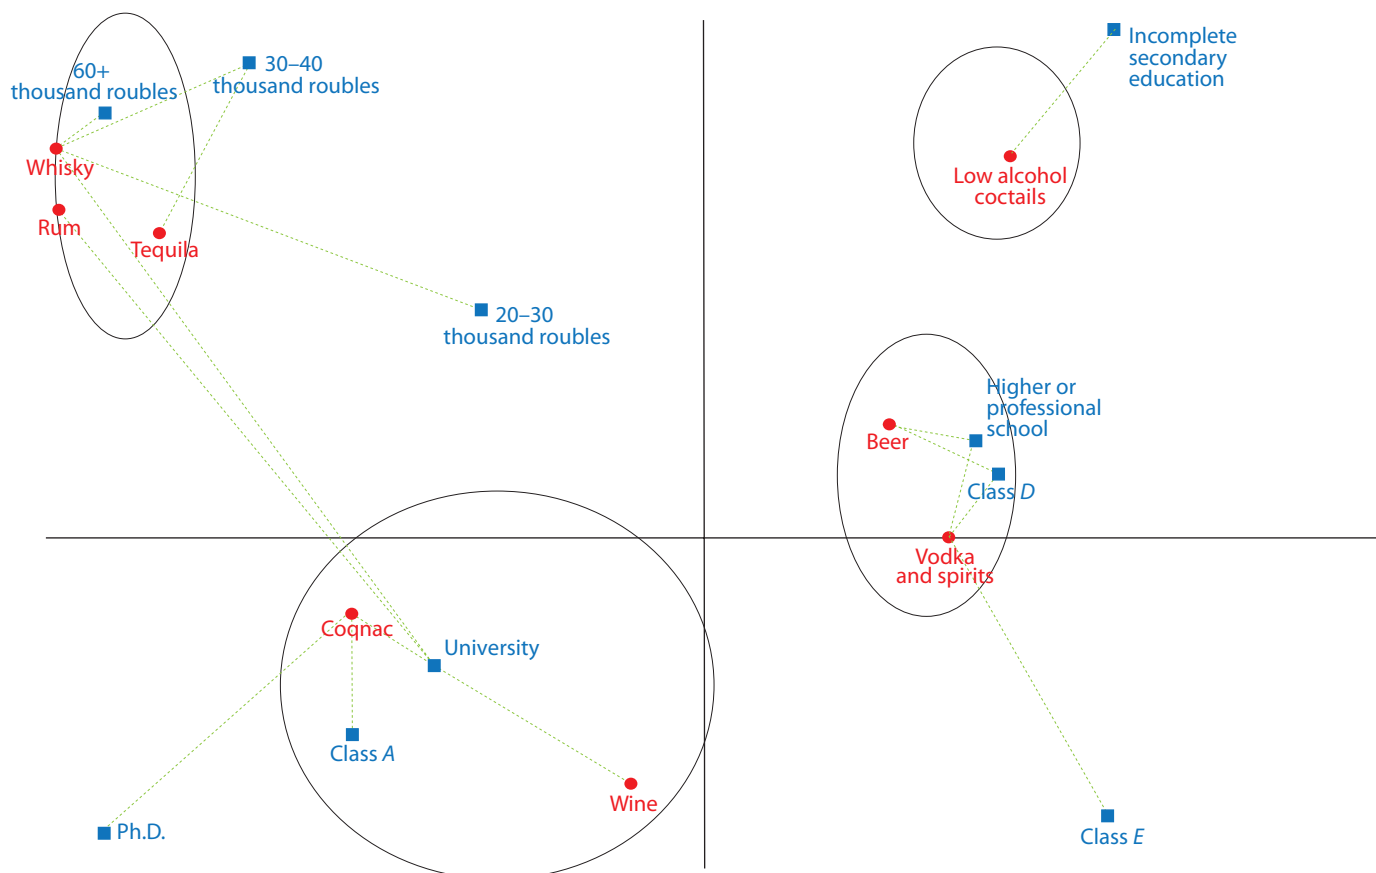 60+
thousand roubles
30–40
thousand roubles
Incomplete
secondary
education
Whisky
Rum
Tequila
Low alcohol
coctails
20–30
thousand roubles
Higher or
professional
school
Beer
Class D
Vodka
and spirits
Coqnac
University
Class A
Wine
Ph.D.
Class E